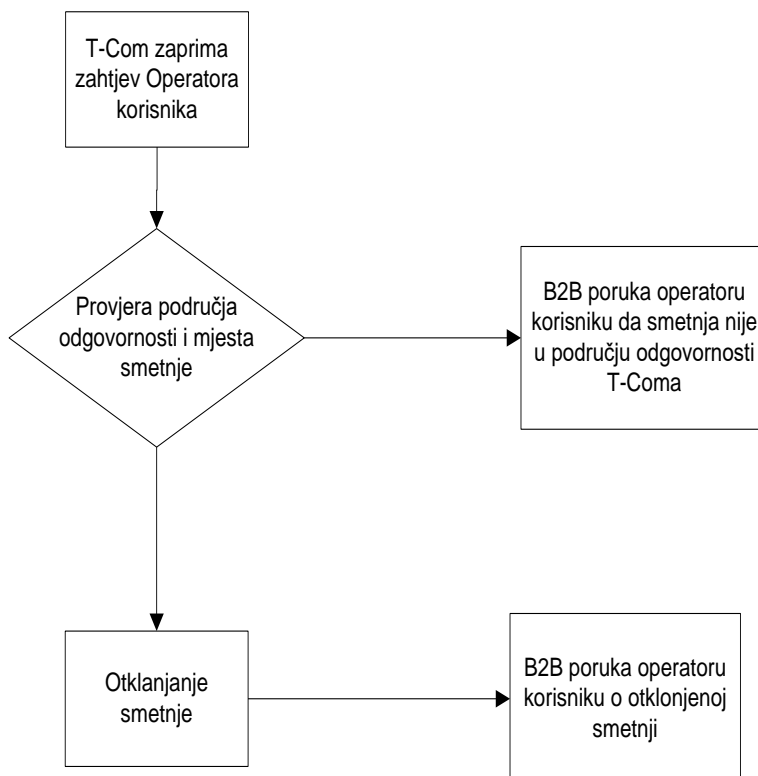 T-Com zaprima
zahtjev Operatora
korisnika
Provjera područja
odgovornosti i mjesta
smetnje
B2B poruka operatoru
korisniku da smetnja nije
u području odgovornosti
T-Coma
Otklanjanje
smetnje
B2B poruka operatoru
korisniku o otklonjenoj
smetnji